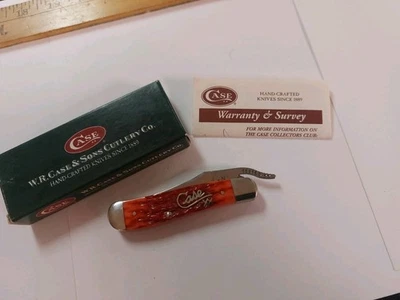 CASE
W.R. CASE & SONS CUTLERY CO.
HAND-CRAFTED KNIVES SINCE 1889
CASE
HAND-CRAFTED
KNIVES SINCE 1889
Warranty & Survey
FOR MORE INFORMATION ON
THE CASE COLLECTORS CLUB
Case